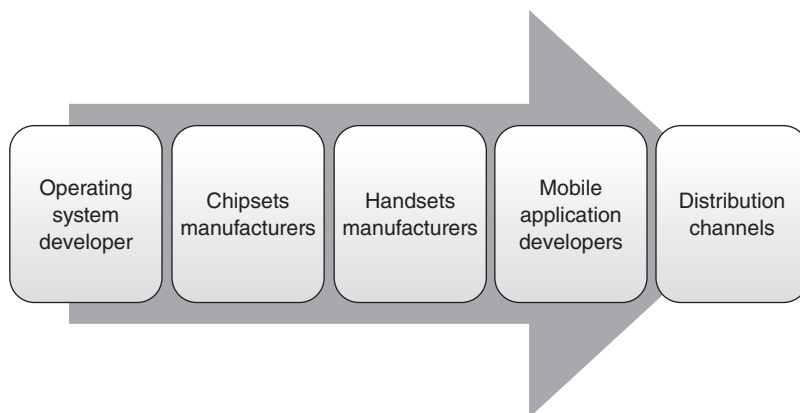 Operating
system
developer
Chipsets
manufacturers
Handsets
manufacturers
Mobile
application
developers
Distribution
channels